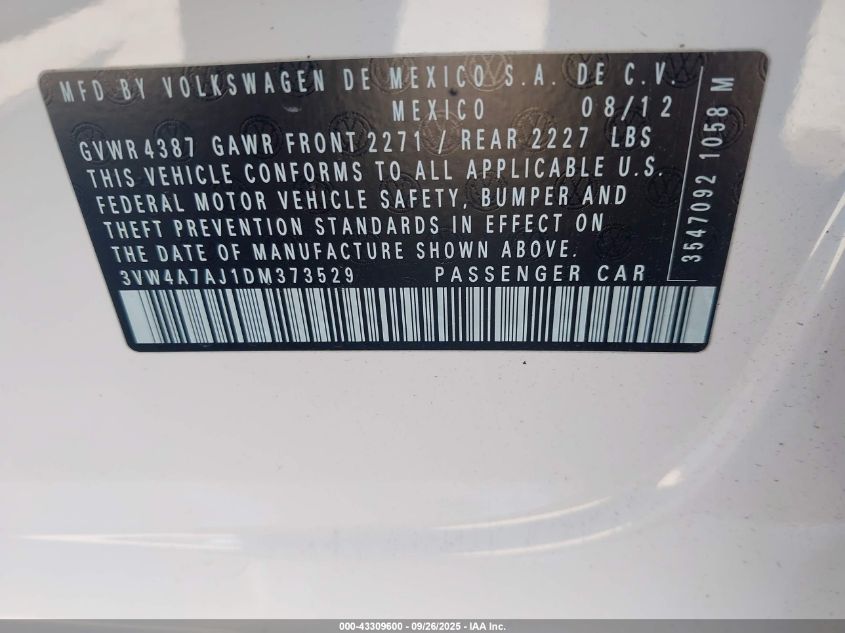 MFD BY VOLKSWAGEN DE MEXICO S.A. DE C.V
MEXICO 08/12
GVWR 4387 GAWR FRONT 2271 / REAR 2227 LBS
THIS VEHICLE CONFORMS TO ALL APPLICABLE U.S.
FEDERAL MOTOR VEHICLE SAFETY, BUMPER AND
THEFT PREVENTION STANDARDS IN EFFECT ON
THE DATE OF MANUFACTURE SHOWN ABOVE.
3VW4A7AJ1DM373529 PASSENGER CAR
3547092 1058 M
000-43309600 - 09/26/2025 - IAA Inc.